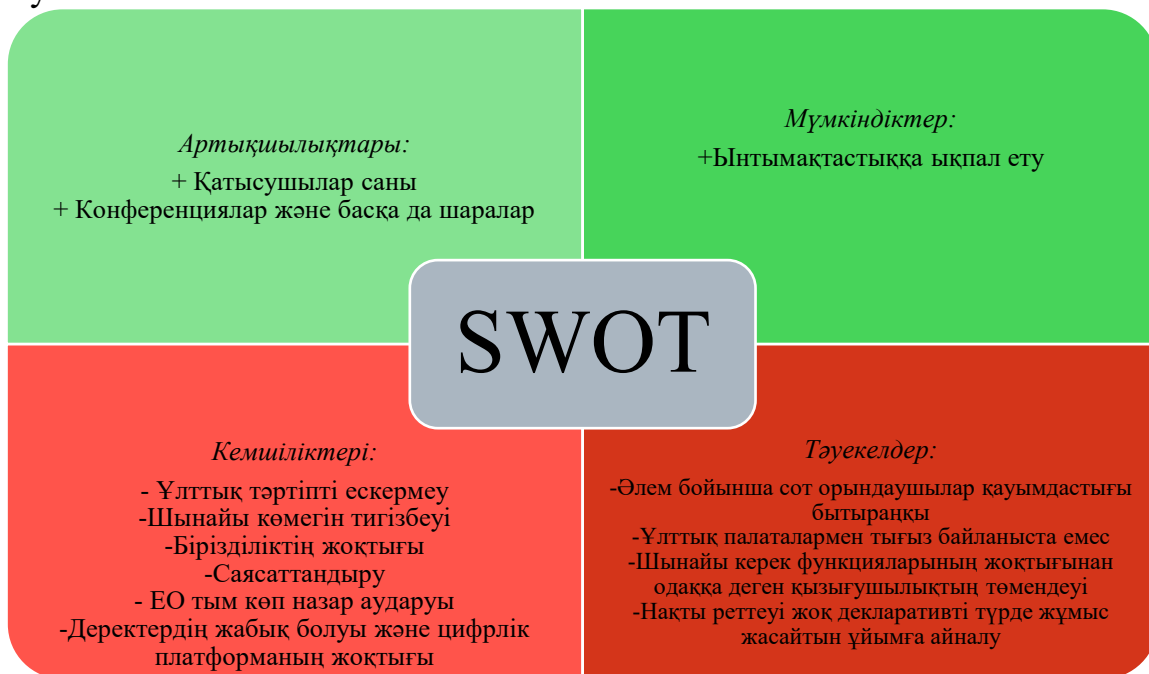 Артықшылықтары:
+ Қатысушылар саны
+ Конференциялар және басқа да шаралар
Мүмкіндіктер:
+Ынтымақтастыққа ықпал ету
SWOT
Кемшіліктері:
- Ұлттық тәртіпті ескермеу
-Шынайы көмегін тигізбеуі
-Бірізділіктің жоқтығы
-Саясаттандыру
- ЕО тым көп назар аударуы
-Деректердің жабық болуы және цифрлік
платформаның жоқтығы
Тәуекелдер:
-Әлем бойынша сот орындаушылар қауымдастығы
бытыраңқы
-Ұлттық палаталармен тығыз байланыста емес
-Шынайы керек функцияларының жоқтығынан
одаққа деген қызығушылықтың төмендеуі
-Нақты реттеуі жоқ декларативті түрде жұмыс
жасайтын ұйымға айналу